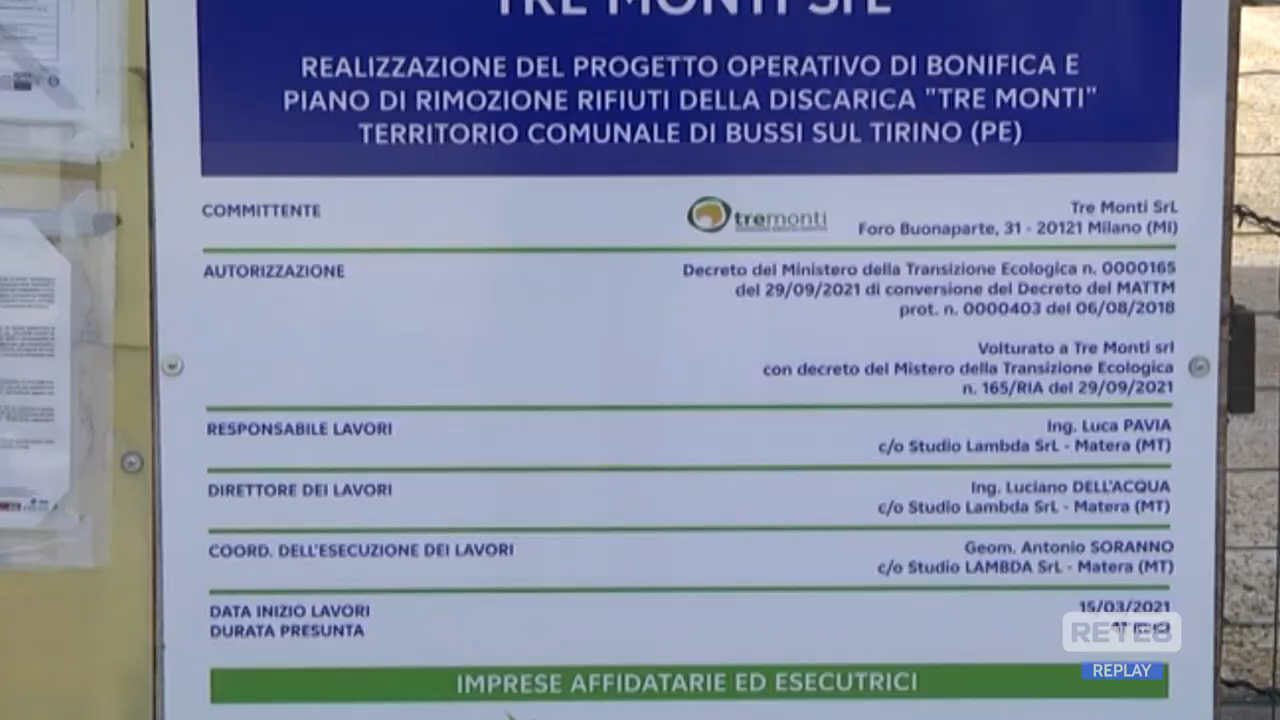 TRE MONTI SrL
REALIZZAZIONE DEL PROGETTO OPERATIVO DI BONIFICA E
PIANO DI RIMOZIONE RIFIUTI DELLA DISCARICA "TRE MONTI"
TERRITORIO COMUNALE DI BUSSI SUL TIRINO (PE)
COMMITTENTE
tremonti
Tre Monti SrL
Foro Buonaparte, 31 - 20121 Milano (MI)
AUTORIZZAZIONE
Decreto del Ministero della Transizione Ecologica n. 0000165
del 29/09/2021 di conversione del Decreto del MATTM
prot. n. 0000403 del 06/08/2018
Volturato a Tre Monti srl
con decreto del Mistero della Transizione Ecologica
n. 165/RIA del 29/09/2021
RESPONSABILE LAVORI
Ing. Luca PAVIA
c/o Studio Lambda SrL - Matera (MT)
DIRETTORE DEI LAVORI
Ing. Luciano DELL'ACQUA
c/o Studio Lambda SrL - Matera (MT)
COORD. DELL'ESECUZIONE DEI LAVORI
Geom. Antonio SORANNO
c/o Studio LAMBDA SrL - Matera (MT)
DATA INIZIO LAVORI
15/03/2021
DURATA PRESUNTA
RETE8
REPLAY
IMPRESE AFFIDATARIE ED ESECUTRICI